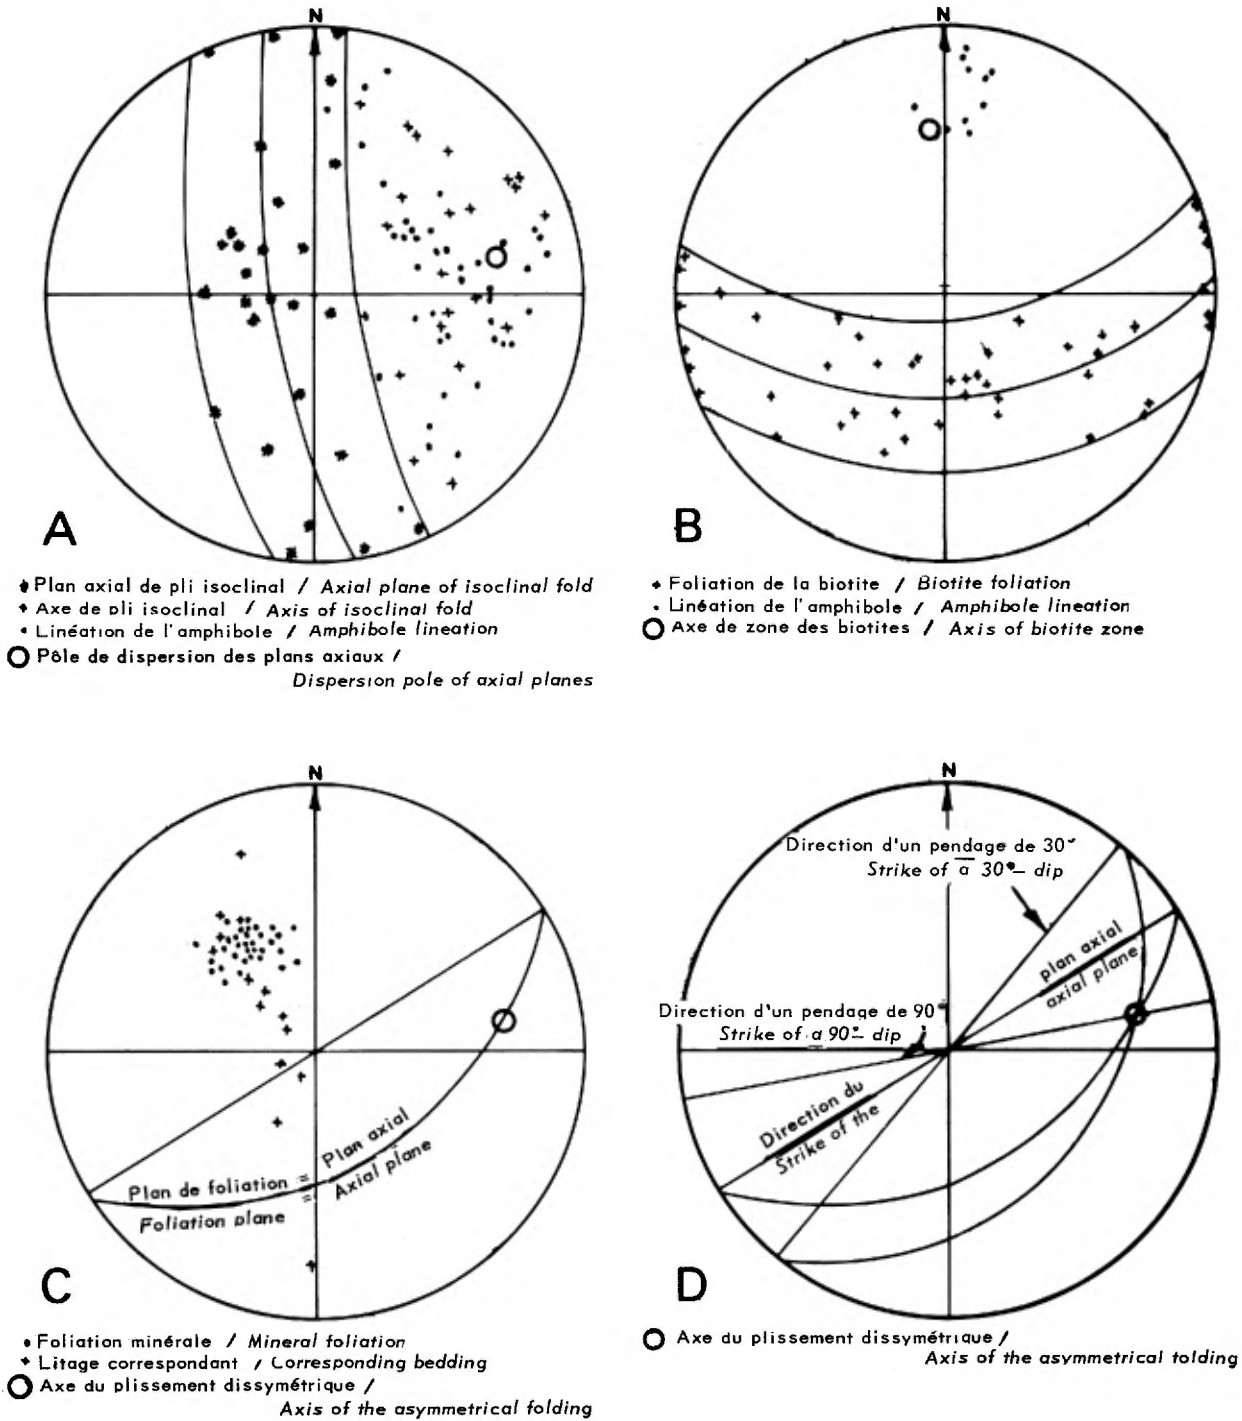 N
A
Plan axial de pli isoclinal / Axial plane of isoclinal fold
Axe de pli isoclinal / Axis of isoclinal fold
Linéation de l'amphibole / Amphibole lineation
Pôle de dispersion des plans axiaux /
Dispersion pole of axial planes
N
B
Foliation de la biotite / Biotite foliation
Linéation de l'amphibole / Amphibole lineation
Axe de zone des biotites / Axis of biotite zone
N
Plan axial
Axial plane
Plan de foliation
Foliation plane
C
Foliation minérale / Mineral foliation
Litage correspondant / Corresponding bedding
Axe du plissement dissymétrique /
Axis of the asymmetrical folding
N
Direction d'un pendage de 30°
Strike of a 30° dip
plan axial
axial plane
Direction d'un pendage de 90°
Strike of a 90° dip
Direction du
Strike of the
D
Axe du plissement dissymétrique /
Axis of the asymmetrical tolding